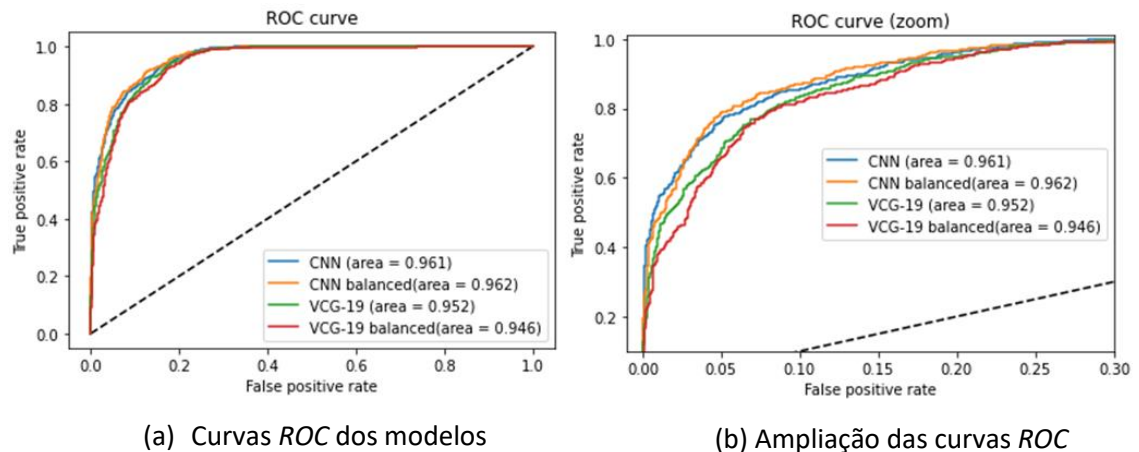 ROC curve
True positive rate
1.0
0.8
0.6
0.4
0.2
0.0
CNN (area = 0.961)
CNN balanced(area = 0.962)
VCG-19 (area = 0.952)
VCG-19 balanced(area = 0.946)
0.0 0.2 0.4 0.6 0.8 1.0
False positive rate
(a) Curvas ROC dos modelos
ROC curve (zoom)
True positive rate
1.0
0.8
0.6
0.4
0.2
CNN (area = 0.961)
CNN balanced(area = 0.962)
VCG-19 (area = 0.952)
VCG-19 balanced(area = 0.946)
0.00 0.05 0.10 0.15 0.20 0.25 0.30
False positive rate
(b) Ampliação das curvas ROC